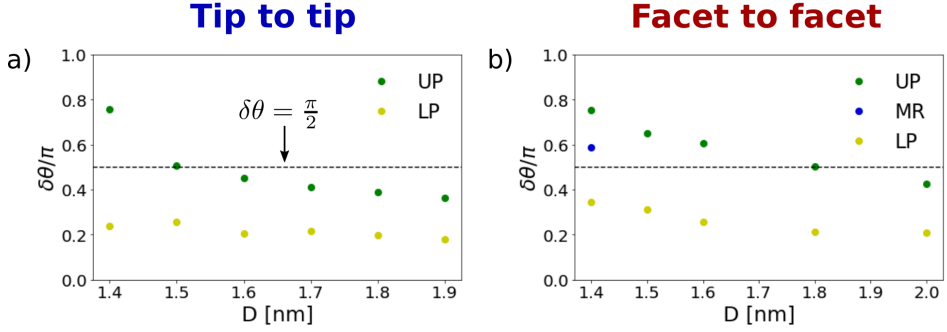 Tip to tip
a)
1.0
0.8
0.6
0.4
0.2
0.0
δθ/π
UP
LP
δθ = π/2
1.4 1.5 1.6 1.7 1.8 1.9
D [nm]
Facet to facet
b)
1.0
0.8
0.6
0.4
0.2
0.0
δθ/π
UP
MR
LP
1.4 1.5 1.6 1.7 1.8 1.9 2.0
D [nm]